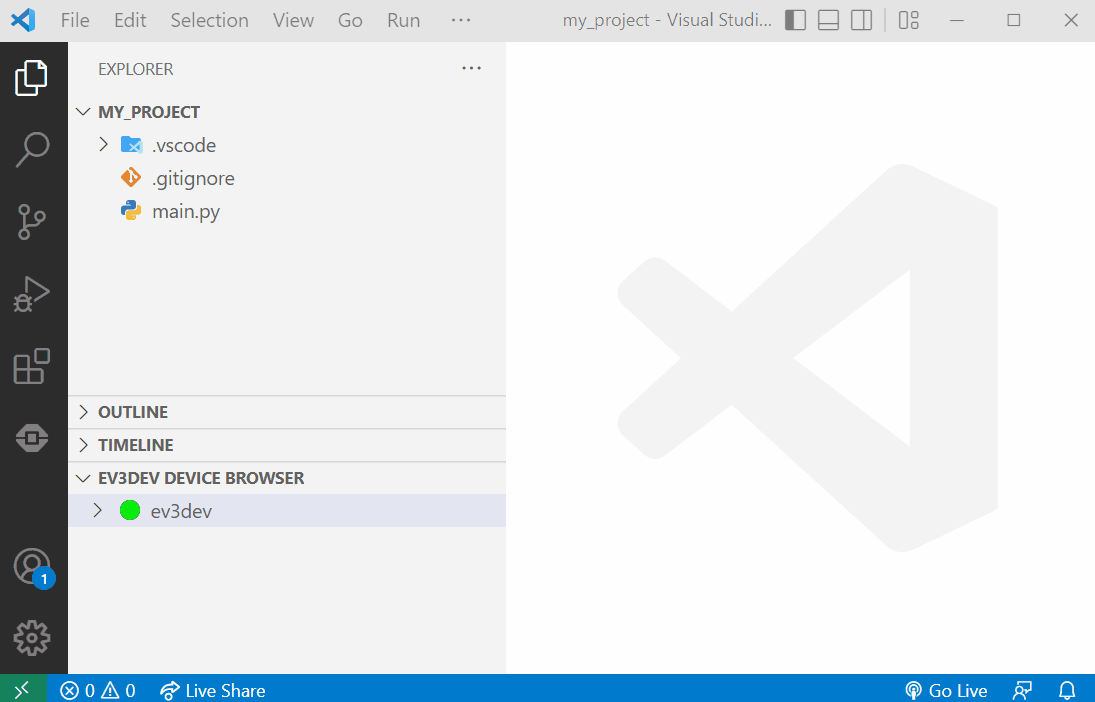 File Edit Selection View Go Run ··· my_project - Visual Studi...
EXPLORER ···
MY_PROJECT
.vscode
.gitignore
main.py
OUTLINE
TIMELINE
EV3DEV DEVICE BROWSER
ev3dev
1
0 0 Live Share Go Live